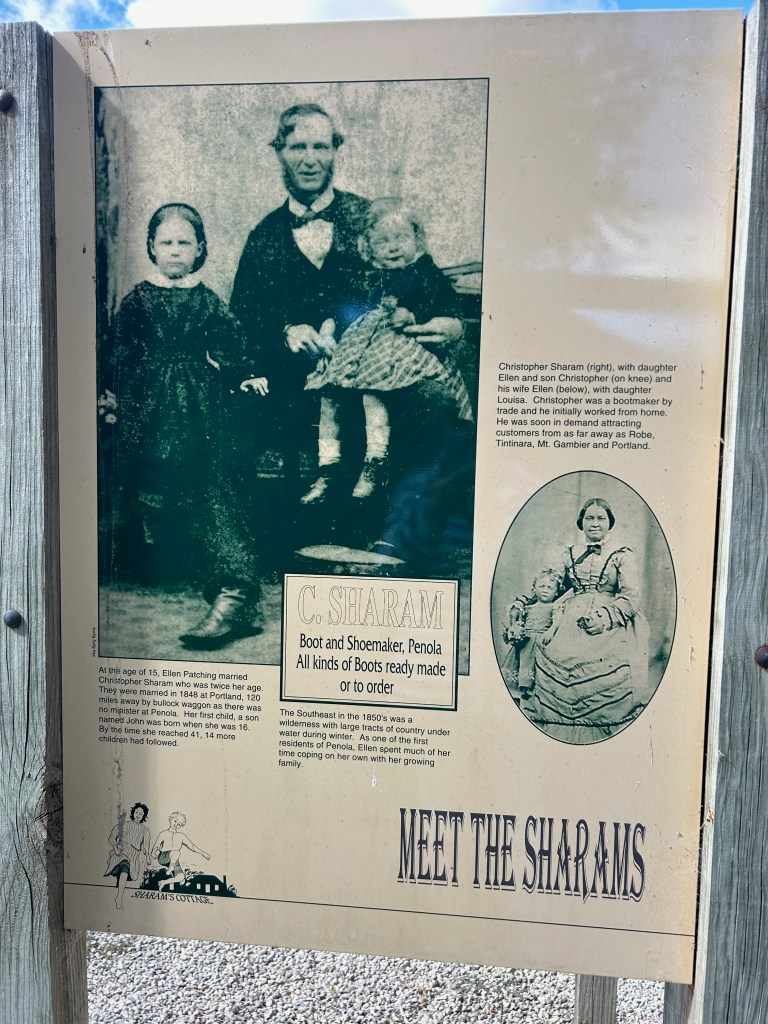 Christopher Sharam (right), with daughter
Ellen and son Christopher (on knee) and
his wife Ellen (below), with daughter
Louisa. Christopher was a bootmaker by
trade and he initially worked from home.
He was soon in demand attracting
customers from as far away as Robe,
Tintinara, Mt. Gambier and Portland.
C. SHARAM
Boot and Shoemaker, Penola
All kinds of Boots ready made
or to order
At the age of 15, Ellen Patching married
Christopher Sharam who was twice her age.
They were married in 1848 at Portland, 120
miles away by bullock waggon as there was
no minister at Penola. Her first child, a son
named John was born when she was 16.
By the time she reached 41, 14 more
children had followed.
The Southeast in the 1850's was a
wilderness with large tracts of country under
water during winter. As one of the first
residents of Penola, Ellen spent much of her
time coping on her own with her growing
family.
MEET THE SHARAMS
SHARAM'S COTTAGE